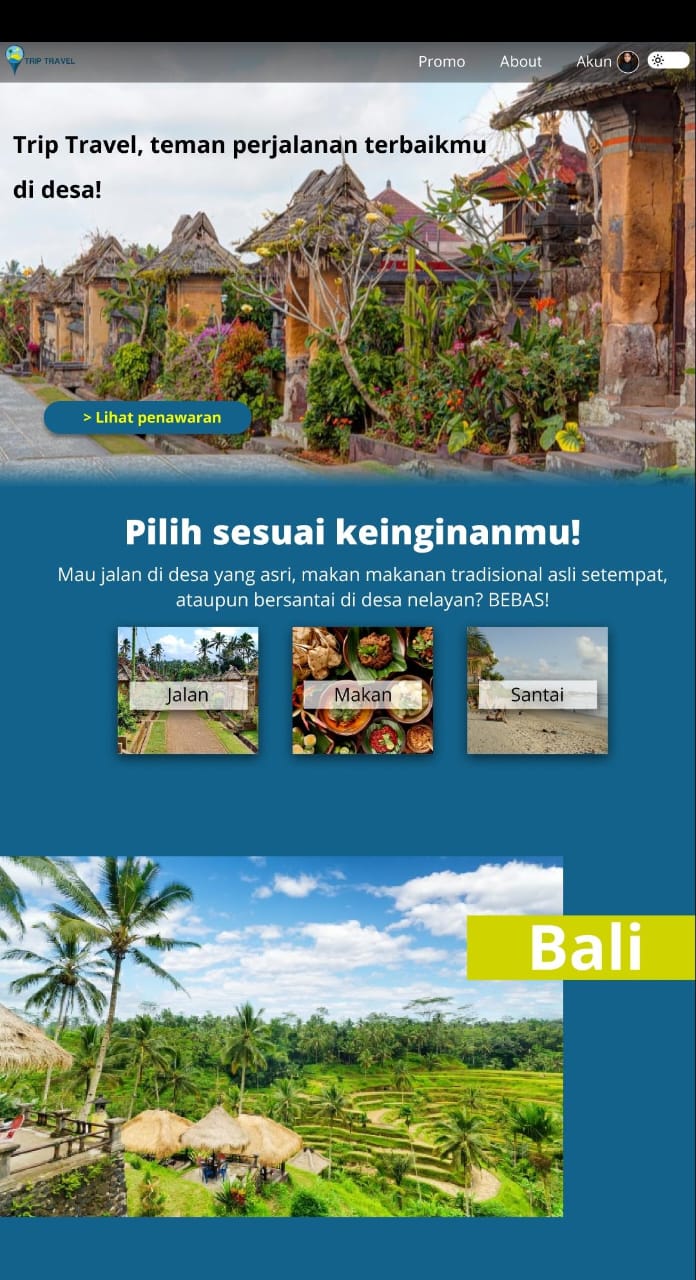 TRIP TRAVEL
Promo About Akun
Trip Travel, teman perjalanan terbaikmu
di desa!
> Lihat penawaran
Pilih sesuai keinginanmu!
Mau jalan di desa yang asri, makan makanan tradisional asli setempat,
ataupun bersantai di desa nelayan? BEBAS!
Jalan Makan Santai
Bali